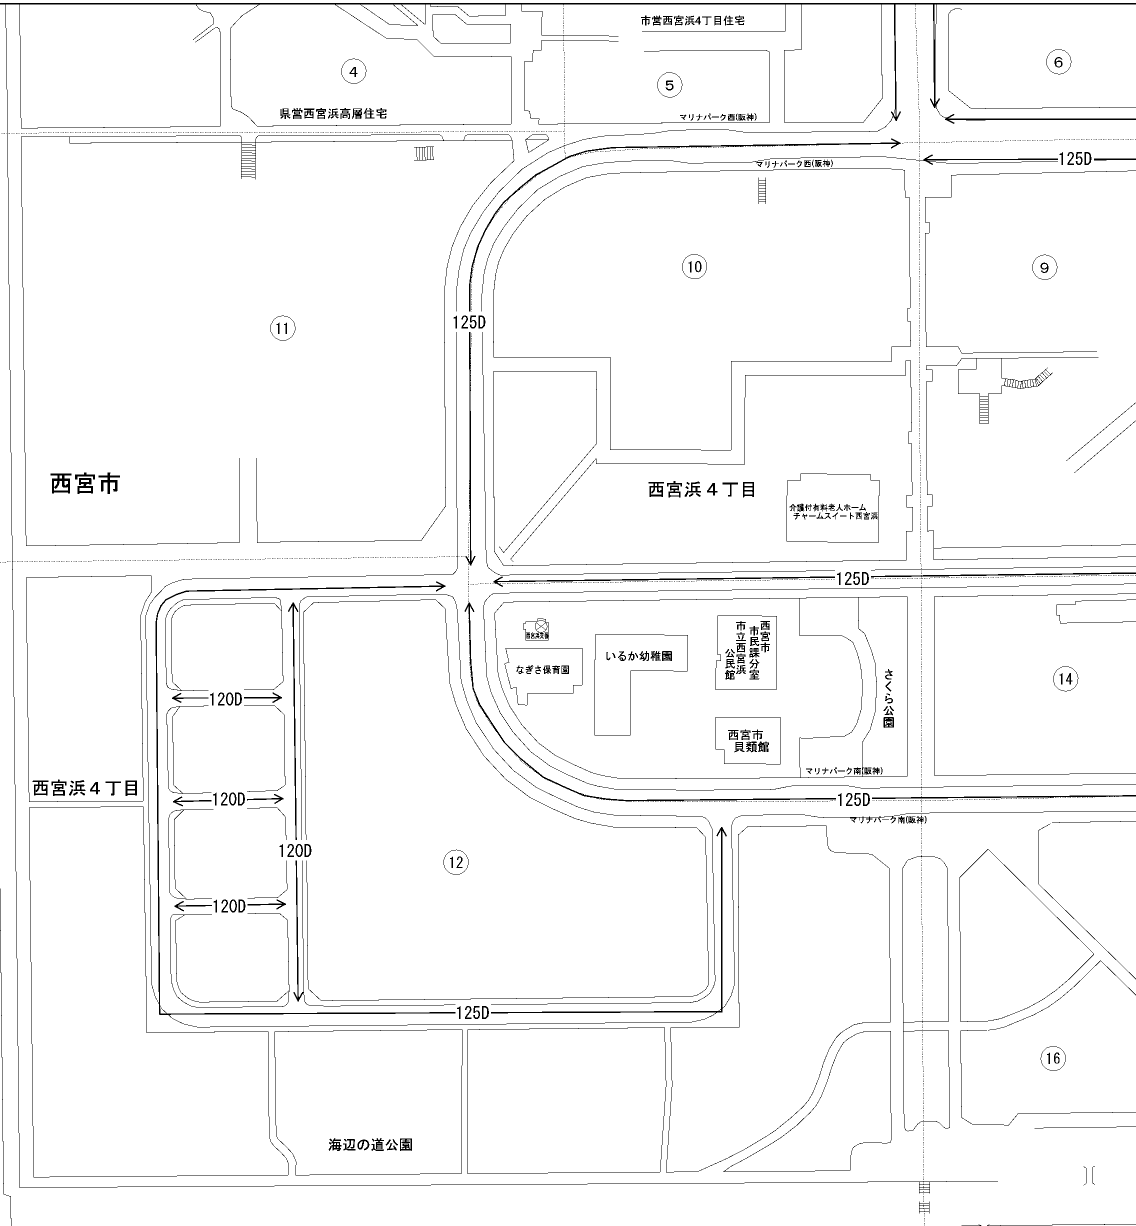 市営西宮浜4丁目住宅
④
⑤
⑥
県営西宮浜高層住宅
マリナパーク西(阪神)
マリナパーク西(阪神)
125D
⑩
⑨
⑪
125D
西宮市
西宮浜４丁目
介護付有料老人ホーム
チャームスイート西宮浜
125D
西宮市
市民課分室
市立西宮浜
公民館
いるか幼稚園
なぎさ保育園
さくら公園
⑭
120D
西宮市
貝類館
マリナパーク南(阪神)
西宮浜４丁目
120D
125D
マリナパーク南(阪神)
120D
⑫
120D
125D
⑯
海辺の道公園